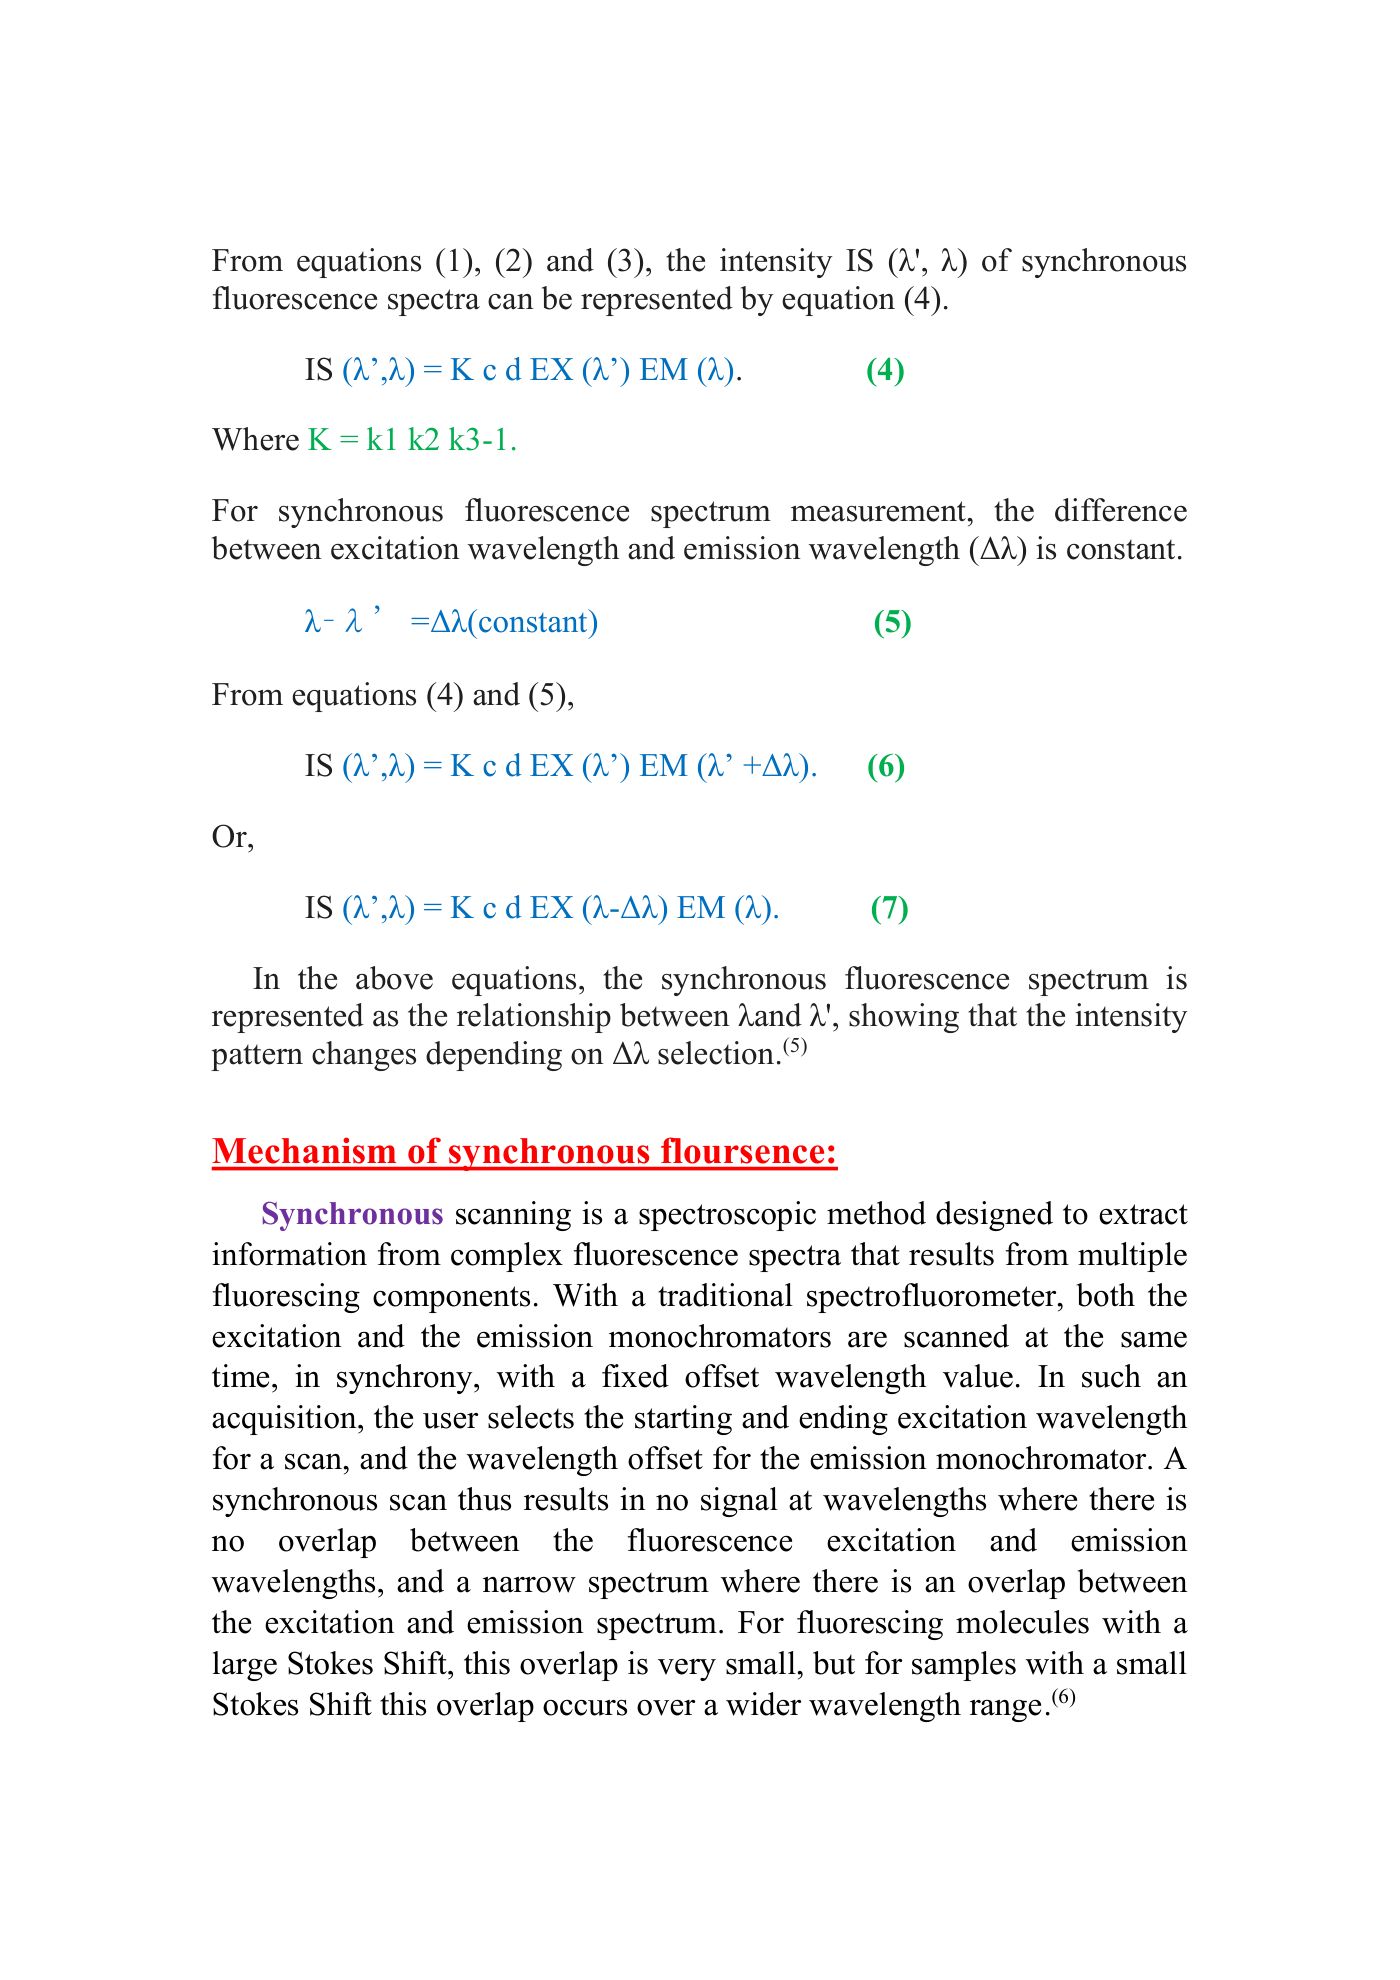 From equations (1), (2) and (3), the intensity IS (λ', λ) of synchronous
fluorescence spectra can be represented by equation (4).
IS (λ’,λ) = K c d EX (λ’) EM (λ). (4)
Where K = k1 k2 k3-1.
For synchronous fluorescence spectrum measurement, the difference
between excitation wavelength and emission wavelength (Δλ) is constant.
λ- λ ’ =Δλ(constant) (5)
From equations (4) and (5),
IS (λ’,λ) = K c d EX (λ’) EM (λ’ +Δλ). (6)
Or,
IS (λ’,λ) = K c d EX (λ-Δλ) EM (λ). (7)
In the above equations, the synchronous fluorescence spectrum is
represented as the relationship between λand λ', showing that the intensity
pattern changes depending on Δλ selection.(5)
Mechanism of synchronous floursence:
Synchronous scanning is a spectroscopic method designed to extract
information from complex fluorescence spectra that results from multiple
fluorescing components. With a traditional spectrofluorometer, both the
excitation and the emission monochromators are scanned at the same
time, in synchrony, with a fixed offset wavelength value. In such an
acquisition, the user selects the starting and ending excitation wavelength
for a scan, and the wavelength offset for the emission monochromator. A
synchronous scan thus results in no signal at wavelengths where there is
no overlap between the fluorescence excitation and emission
wavelengths, and a narrow spectrum where there is an overlap between
the excitation and emission spectrum. For fluorescing molecules with a
large Stokes Shift, this overlap is very small, but for samples with a small
Stokes Shift this overlap occurs over a wider wavelength range.(6)